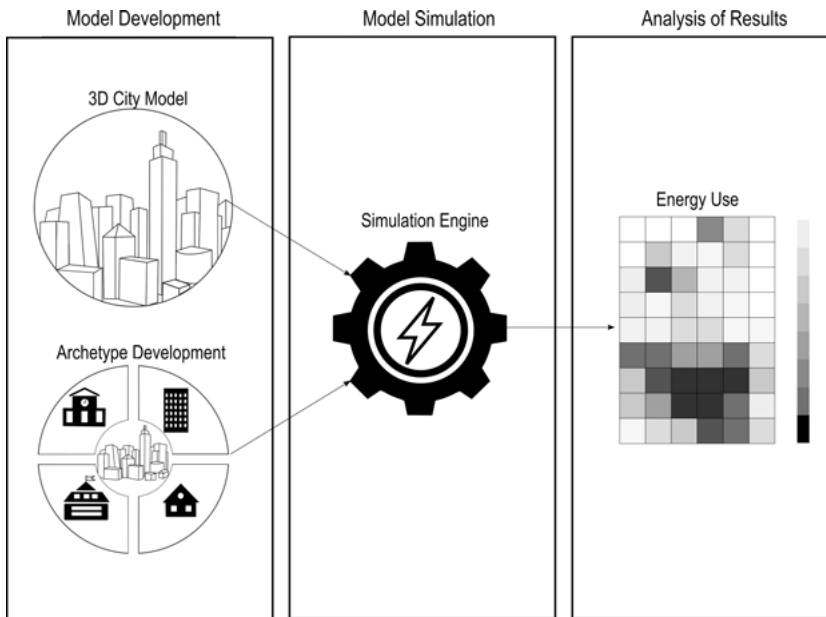 Model Development
Model Simulation
Analysis of Results
3D City Model
Simulation Engine
Energy Use
Archetype Development